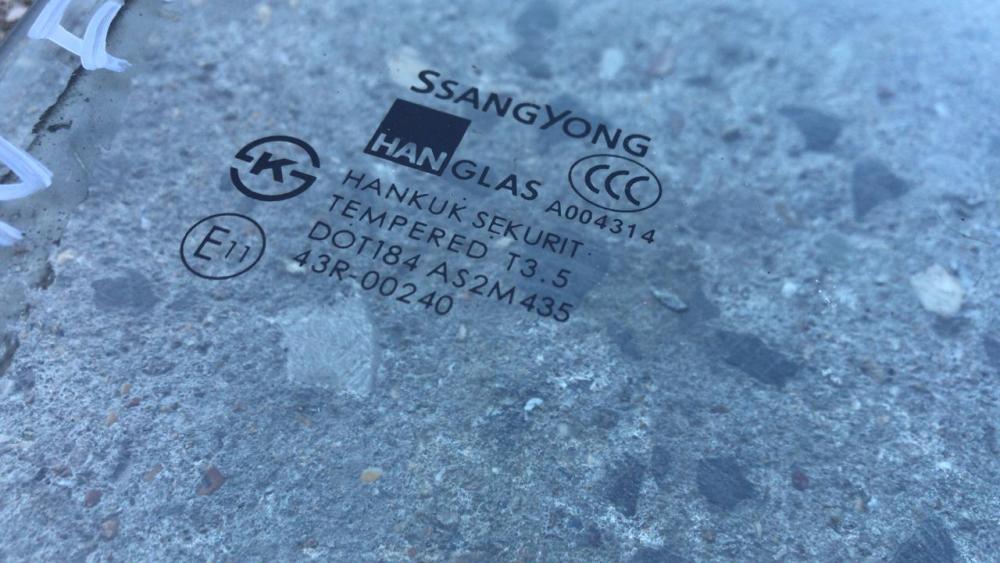 SSANGYONG
HANGLAS
CCC
A004314
K
HANKUK SEKURIT
TEMPERED T3.5
E11
DOT184 AS2M435
43R-00240